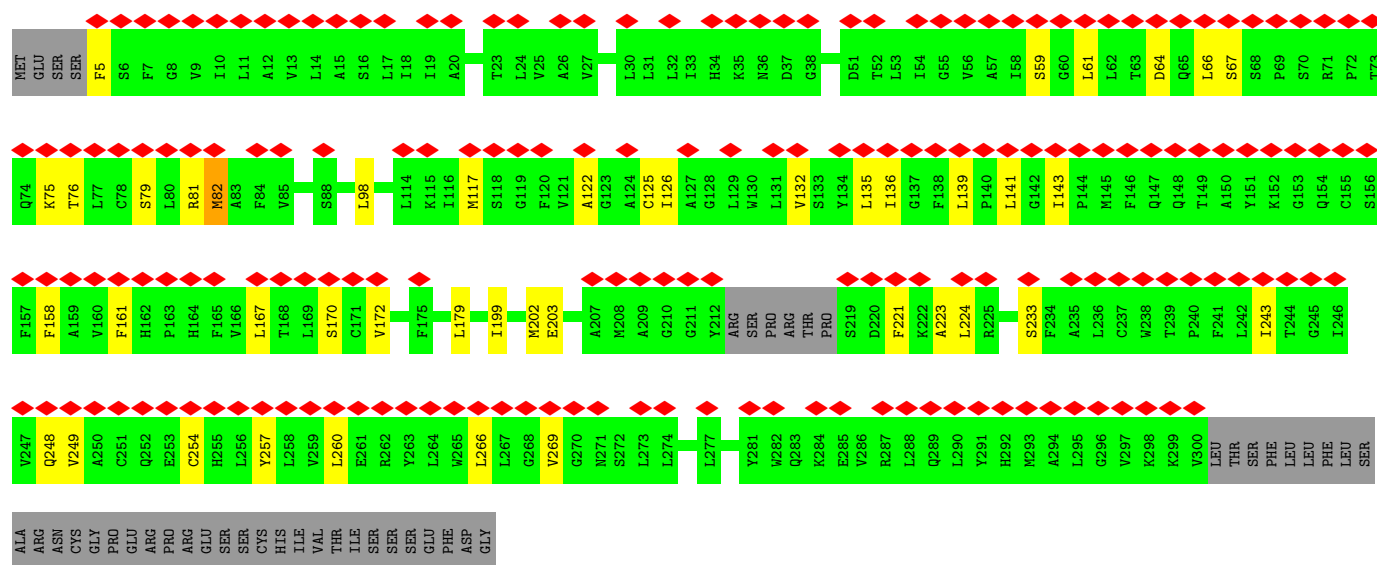 MET GLU SER SER F5 S6 F7 G8 V9 I10 L11 A12 V13 L14 A15 S16 L17 I18 I19 A20 T23 L24 V25 A26 V27 L30 L31 L32 I33 H34 K35 N36 D37 G38 D51 T52 L53 I54 G55 V56 A57 I58 S59 G60 L61 L62 T63 D64 Q65 L66 S67 S68 P69 S70 R71 P72 T73
Q74 K75 T76 L77 C78 S79 L80 R81 M82 A83 F84 V85 S88 L98 L114 K115 I116 M117 S118 G119 F120 V121 A122 G123 A124 C125 I126 A127 G128 L129 W130 L131 V132 S133 Y134 L135 I136 G137 F138 L139 P140 L141 G142 I143 P144 M145 F146 Q147 Q148 T149 A150 Y151 K152 G153 Q154 C155 S156
F157 F158 A159 V160 F161 H162 P163 H164 F165 V166 L167 T168 L169 S170 C171 V172 F175 L179 I199 M202 E203 A207 M208 A209 G210 G211 Y212 ARG SER PRO ARG THR PRO S219 D220 F221 K222 A223 L224 R225 S233 F234 A235 L236 C237 W238 T239 P240 F241 L242 I243 T244 G245 I246
V247 Q248 V249 A250 C251 Q252 E253 C254 H255 L256 Y257 L258 V259 L260 E261 R262 Y263 L264 W265 L266 L267 G268 V269 G270 N271 S272 L273 L274 L277 Y281 W282 Q283 K284 E285 V286 R287 L288 Q289 L290 Y291 H292 M293 A294 L295 G296 V297 K298 K299 V300 LEU THR SER PHE LEU LEU PHE LEU SER
ALA ARG ASN CYS GLY PRO GLU ARG PRO ARG GLU SER SER CYS HIS ILE VAL THR ILE SER SER SER GLU PHE ASP GLY